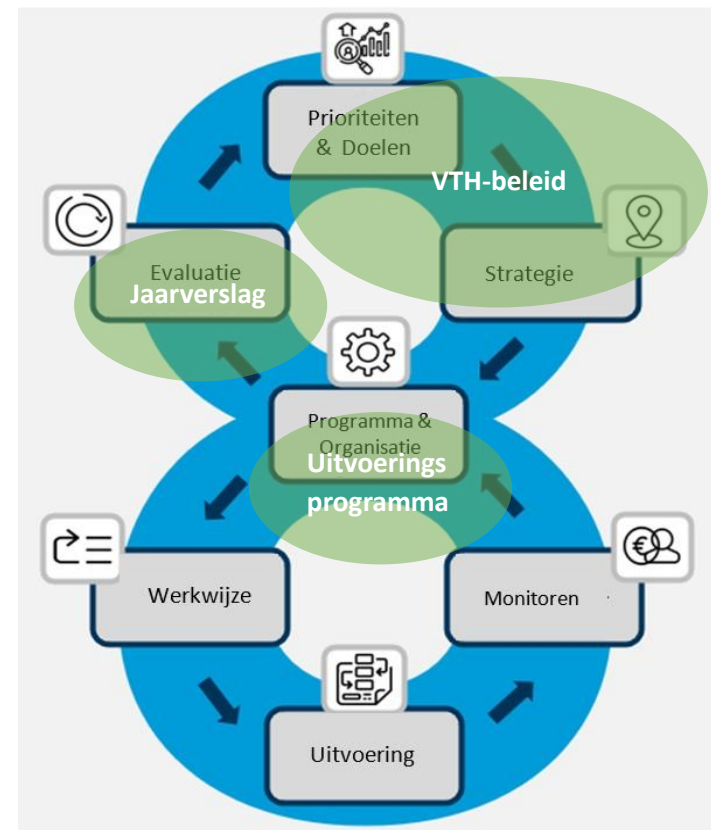 Prioriteiten
& Doelen
VTH-beleid
Evaluatie
Jaarverslag
Strategie
Programma &
Organisatie
Uitvoerings
programma
Werkwijze
Monitoren
Uitvoering